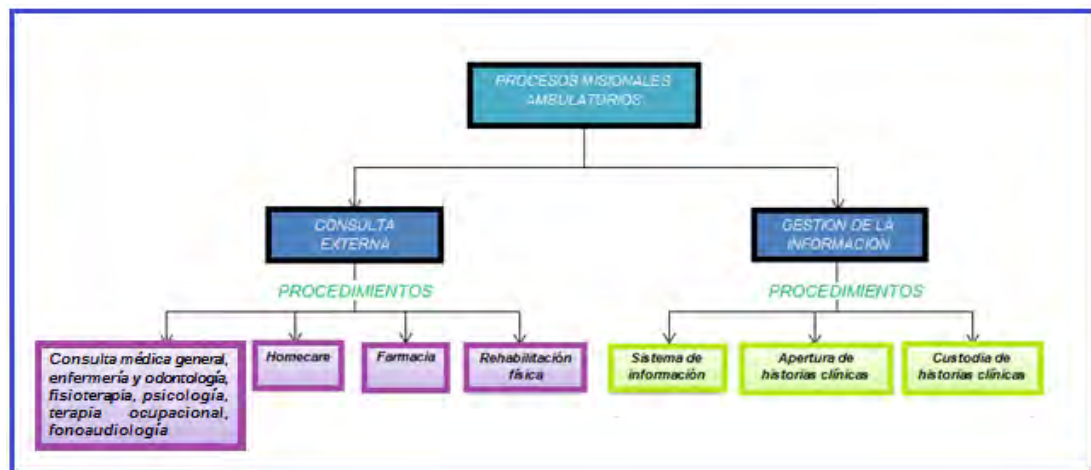 PROCESOS MISIONALES
AMBULATORIOS
CONSULTA
EXTERNA
GESTION DE LA
INFORMACION
PROCEDIMIENTOS
PROCEDIMIENTOS
Consulta médica general,
enfermería y odontología,
fisioterapia, psicología,
terapia ocupacional,
fonoaudiología
Homecare
Farmacia
Rehabilitación
física
Sistema de
información
Apertura de
historias clínicas
Custodia de
historias clínicas